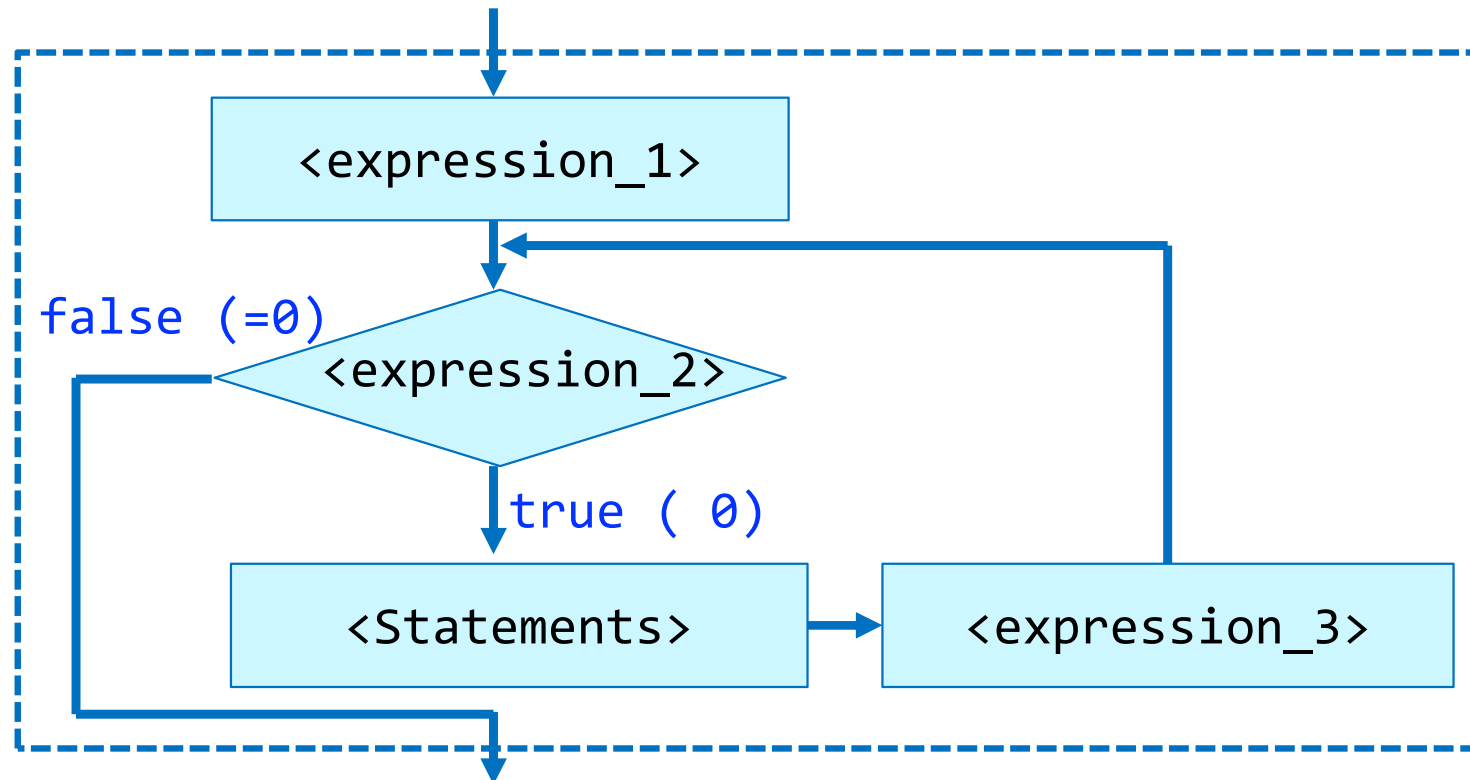 <expression_1>
false (=0)
<expression_2>
true ( 0)
<Statements>
<expression_3>